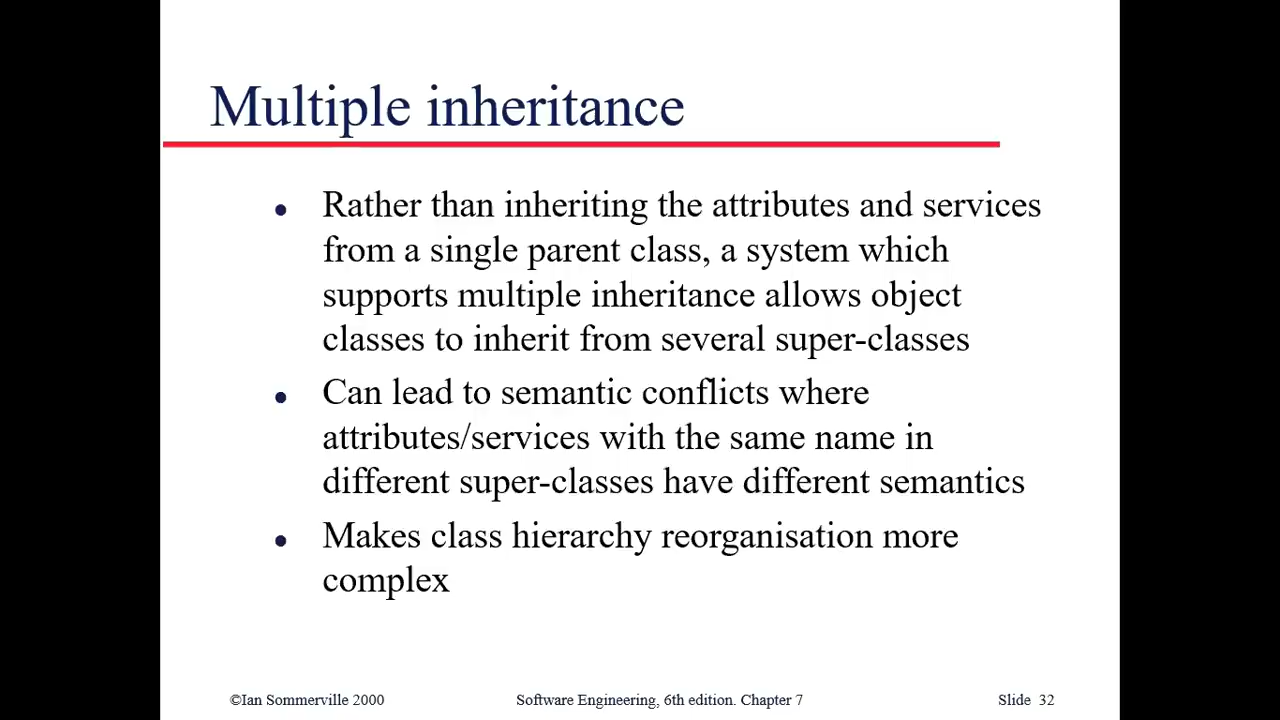 Multiple inheritance
● Rather than inheriting the attributes and services
from a single parent class, a system which
supports multiple inheritance allows object
classes to inherit from several super-classes
● Can lead to semantic conflicts where
attributes/services with the same name in
different super-classes have different semantics
● Makes class hierarchy reorganisation more
complex
©Ian Sommerville 2000 Software Engineering, 6th edition. Chapter 7 Slide 32